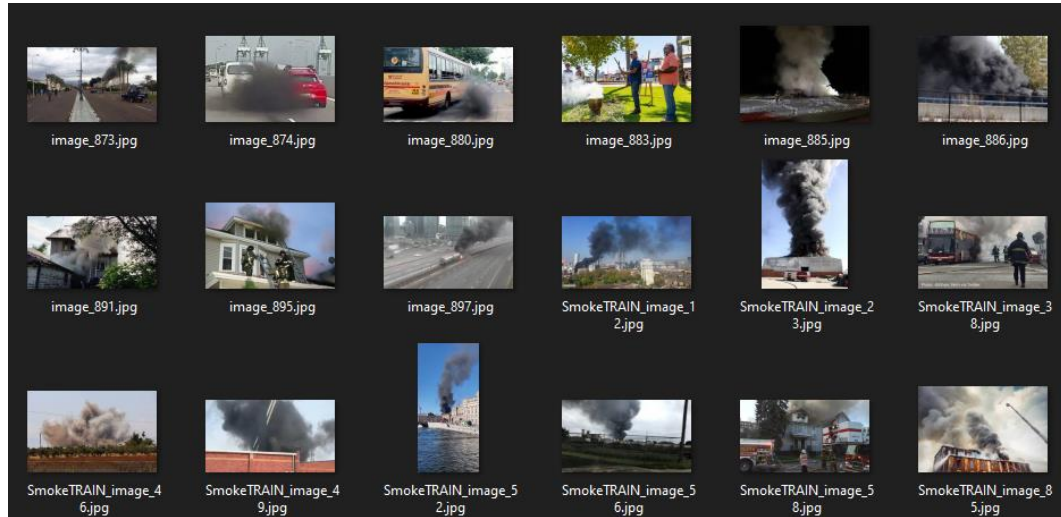 image_873.jpg
image_874.jpg
image_880.jpg
image_883.jpg
image_885.jpg
image_886.jpg
image_891.jpg
image_895.jpg
image_897.jpg
SmokeTRAIN_image_1
2.jpg
SmokeTRAIN_image_2
3.jpg
SmokeTRAIN_image_3
8.jpg
SmokeTRAIN_image_4
6.jpg
SmokeTRAIN_image_4
9.jpg
SmokeTRAIN_image_5
2.jpg
SmokeTRAIN_image_5
6.jpg
SmokeTRAIN_image_5
8.jpg
SmokeTRAIN_image_8
5.jpg